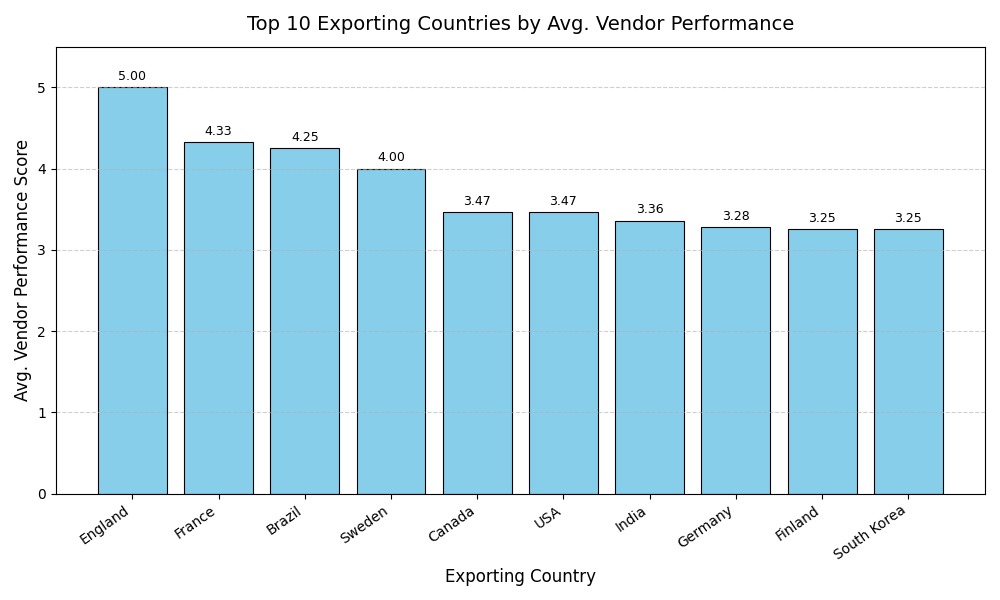 Top 10 Exporting Countries by Avg. Vendor Performance
Avg. Vendor Performance Score
5
4
3
2
1
0
5.00
4.33
4.25
4.00
3.47
3.47
3.36
3.28
3.25
3.25
England
France
Brazil
Sweden
Canada
USA
India
Germany
Finland
South Korea
Exporting Country